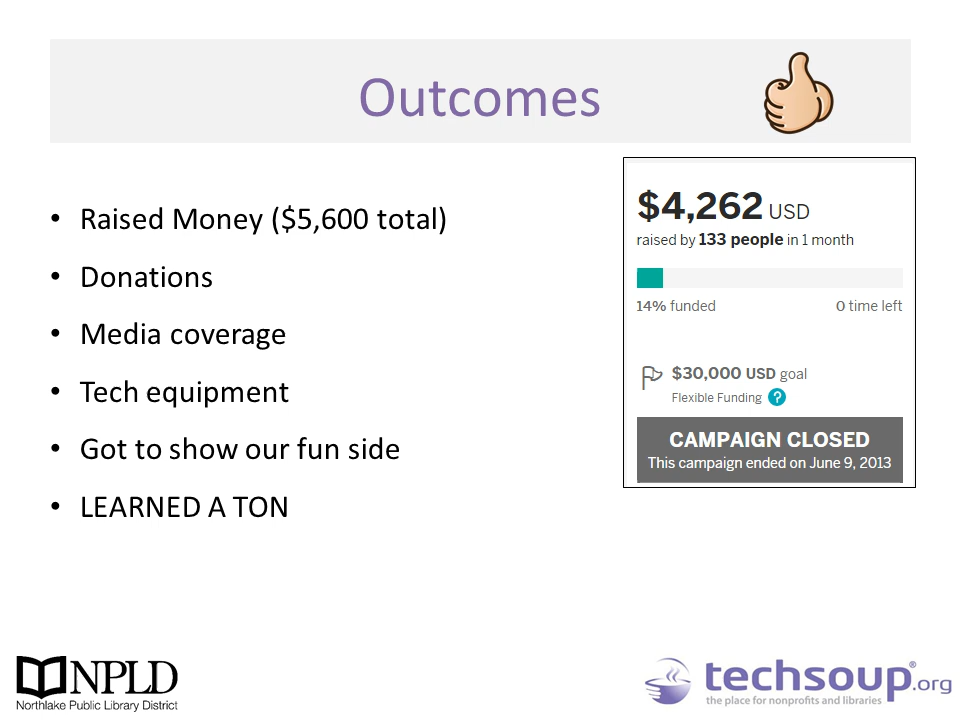 Outcomes
• Raised Money ($5,600 total)
• Donations
• Media coverage
• Tech equipment
• Got to show our fun side
• LEARNED A TON
$4,262 USD
raised by 133 people in 1 month
14% funded 0 time left
$30,000 USD goal
Flexible Funding ?
CAMPAIGN CLOSED
This campaign ended on June 9, 2013
NPLD
Northlake Public Library District
techsoup®.org
the place for nonprofits and libraries